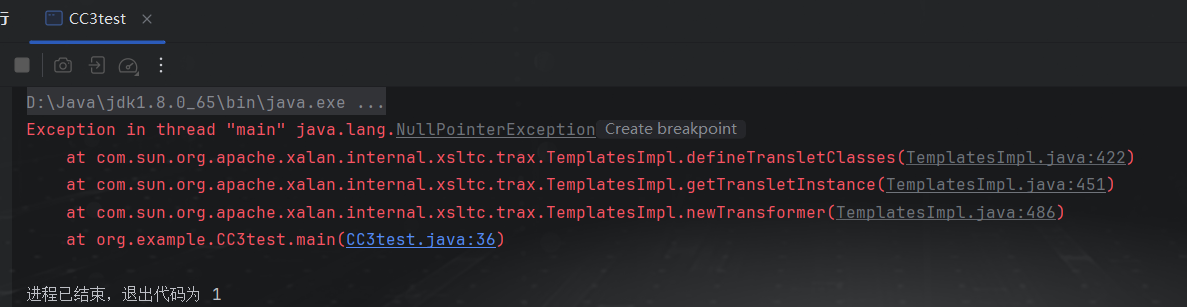 行 CC3test ×
D:\Java\jdk1.8.0_65\bin\java.exe ...
Exception in thread "main" java.lang.NullPointerException Create breakpoint
at com.sun.org.apache.xalan.internal.xsltc.trax.TemplatesImpl.defineTransletClasses(TemplatesImpl.java:422)
at com.sun.org.apache.xalan.internal.xsltc.trax.TemplatesImpl.getTransletInstance(TemplatesImpl.java:451)
at com.sun.org.apache.xalan.internal.xsltc.trax.TemplatesImpl.newTransformer(TemplatesImpl.java:486)
at org.example.CC3test.main(CC3test.java:36)
进程已结束，退出代码为 1